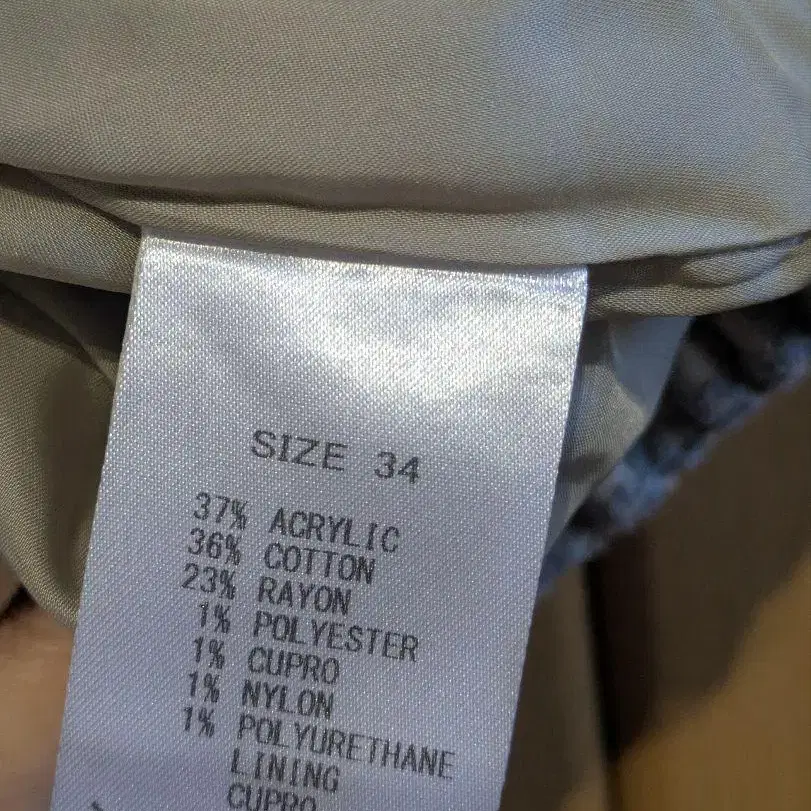 SIZE 34
37% ACRYLIC
36% COTTON
23% RAYON
1% POLYESTER
1% CUPRO
1% NYLON
1% POLYURETHANE
LINING
CUPRO